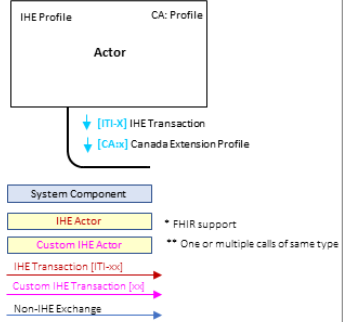 IHE Profile CA: Profile
Actor
[ITI-X] IHE Transaction
[CA:x] Canada Extension Profile
System Component
IHE Actor * FHIR support
Custom IHE Actor ** One or multiple calls of same type
IHE Transaction [ITI-xx]
Custom IHE Transaction [xx]
Non-IHE Exchange